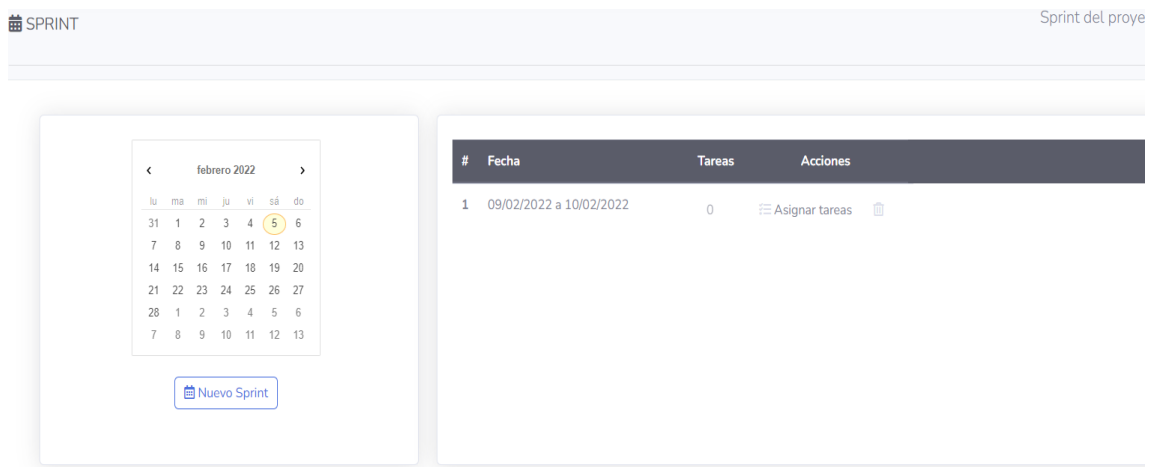 SPRINT
Sprint del proye
febrero 2022
lu ma mi ju vi sá do
31 1 2 3 4 5 6
7 8 9 10 11 12 13
14 15 16 17 18 19 20
21 22 23 24 25 26 27
28 1 2 3 4 5 6
7 8 9 10 11 12 13
Nuevo Sprint
# Fecha Tareas Acciones
1 09/02/2022 a 10/02/2022 0 Asignar tareas